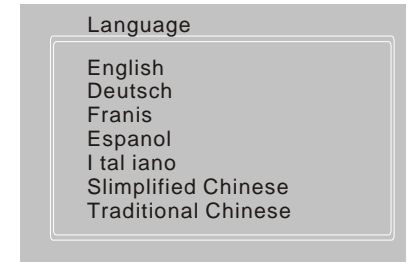 Language
English
Deutsch
Franis
Espanol
I tal iano
Slimplified Chinese
Traditional Chinese